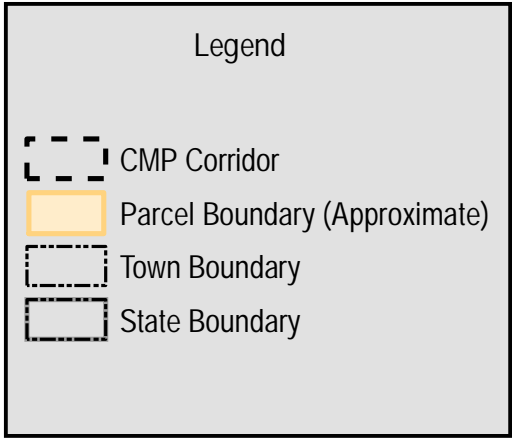 Legend
CMP Corridor
Parcel Boundary (Approximate)
Town Boundary
State Boundary